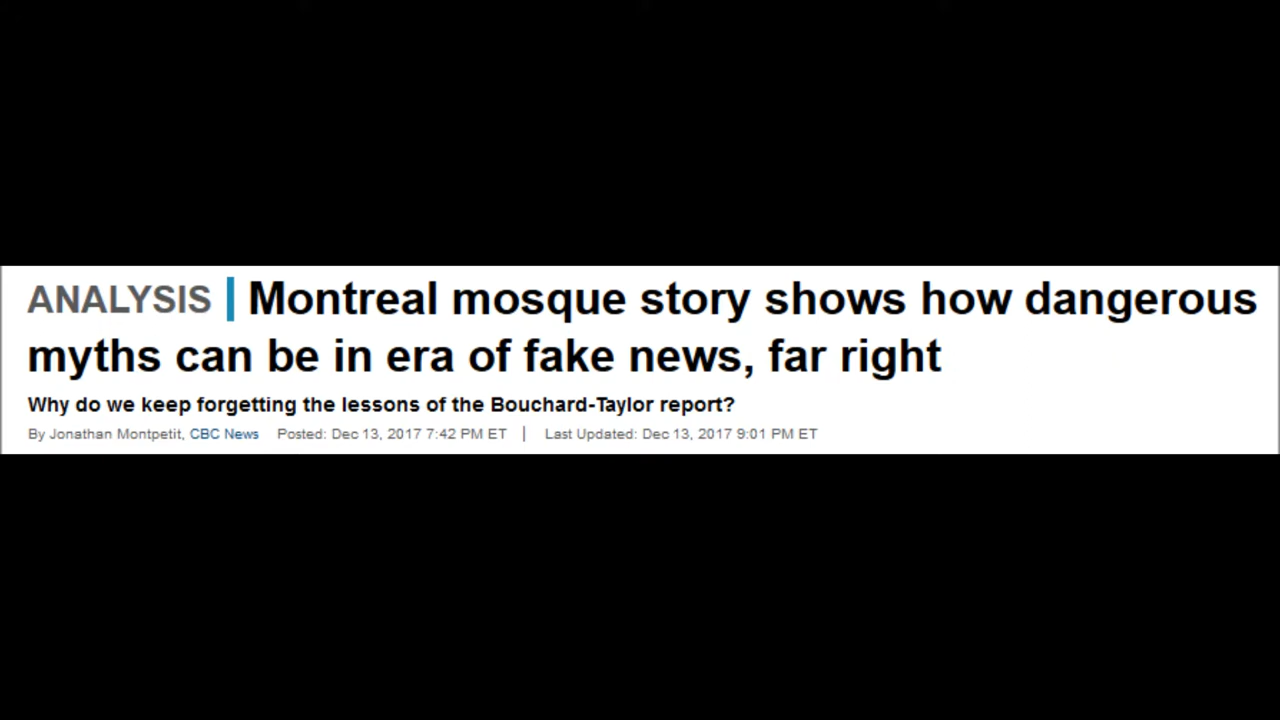 ANALYSIS | Montreal mosque story shows how dangerous
myths can be in era of fake news, far right
Why do we keep forgetting the lessons of the Bouchard-Taylor report?
By Jonathan Montpetit, CBC News Posted: Dec 13, 2017 7:42 PM ET | Last Updated: Dec 13, 2017 9:01 PM ET